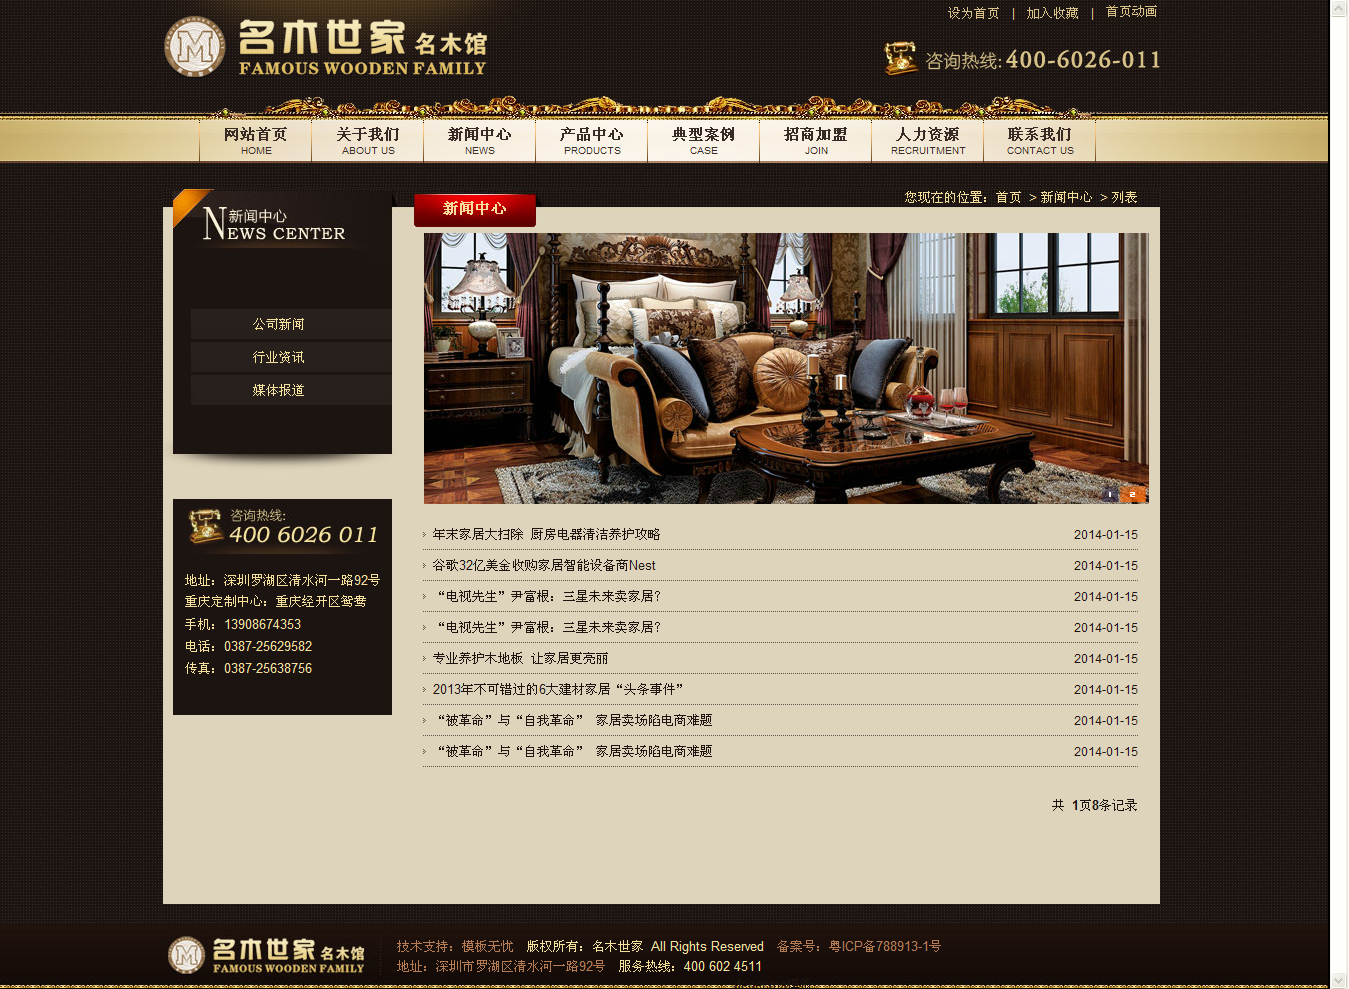 设为首页 | 加入收藏 | 首页动画
M 名木世家 名木馆
FAMOUS WOODEN FAMILY
咨询热线: 400-6026-011
网站首页 关于我们 新闻中心 产品中心 典型案例 招商加盟 人力资源 联系我们
HOME ABOUT US NEWS PRODUCTS CASE JOIN RECRUITMENT CONTACT US
新闻中心
NEWS CENTER
新闻中心
您现在的位置：首页 > 新闻中心 > 列表
公司新闻
行业资讯
媒体报道
1 2
咨询热线:
400 6026 011
地址：深圳罗湖区清水河一路92号
重庆定制中心：重庆经开区鸳鸯
手机：13908674353
电话：0387-25629582
传真：0387-25638756
年末家居大扫除 厨房电器清洁养护攻略 2014-01-15
谷歌32亿美金收购家居智能设备商Nest 2014-01-15
“电视先生”尹富根：三星未来卖家居？ 2014-01-15
“电视先生”尹富根：三星未来卖家居？ 2014-01-15
专业养护木地板 让家居更亮丽 2014-01-15
2013年不可错过的6大建材家居“头条事件” 2014-01-15
“被革命”与“自我革命” 家居卖场陷电商难题 2014-01-15
“被革命”与“自我革命” 家居卖场陷电商难题 2014-01-15
共 1页8条记录
M 名木世家 名木馆
FAMOUS WOODEN FAMILY
技术支持：模板无忧 版权所有：名木世家 All Rights Reserved 备案号：粤ICP备788913-1号
地址：深圳市罗湖区清水河一路92号 服务热线：400 602 4511